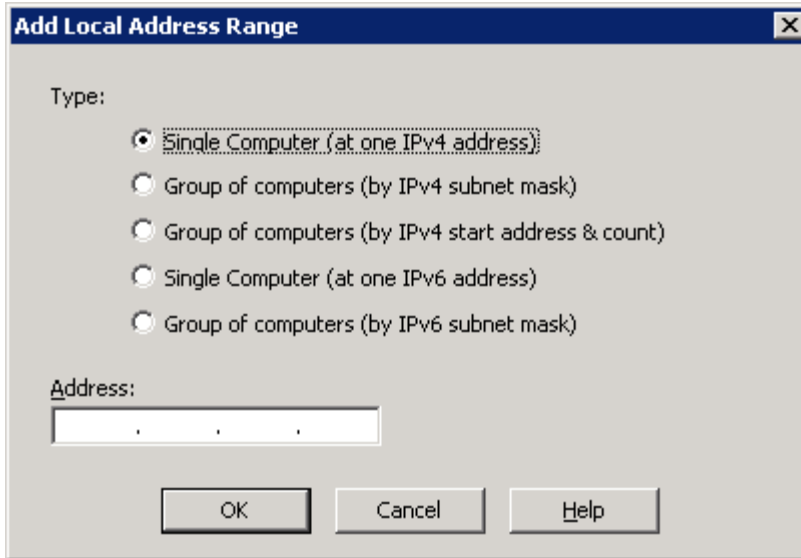 Add Local Address Range
Type:
Single Computer (at one IPv4 address)
Group of computers (by IPv4 subnet mask)
Group of computers (by IPv4 start address & count)
Single Computer (at one IPv6 address)
Group of computers (by IPv6 subnet mask)
Address:
. . .
OK Cancel Help